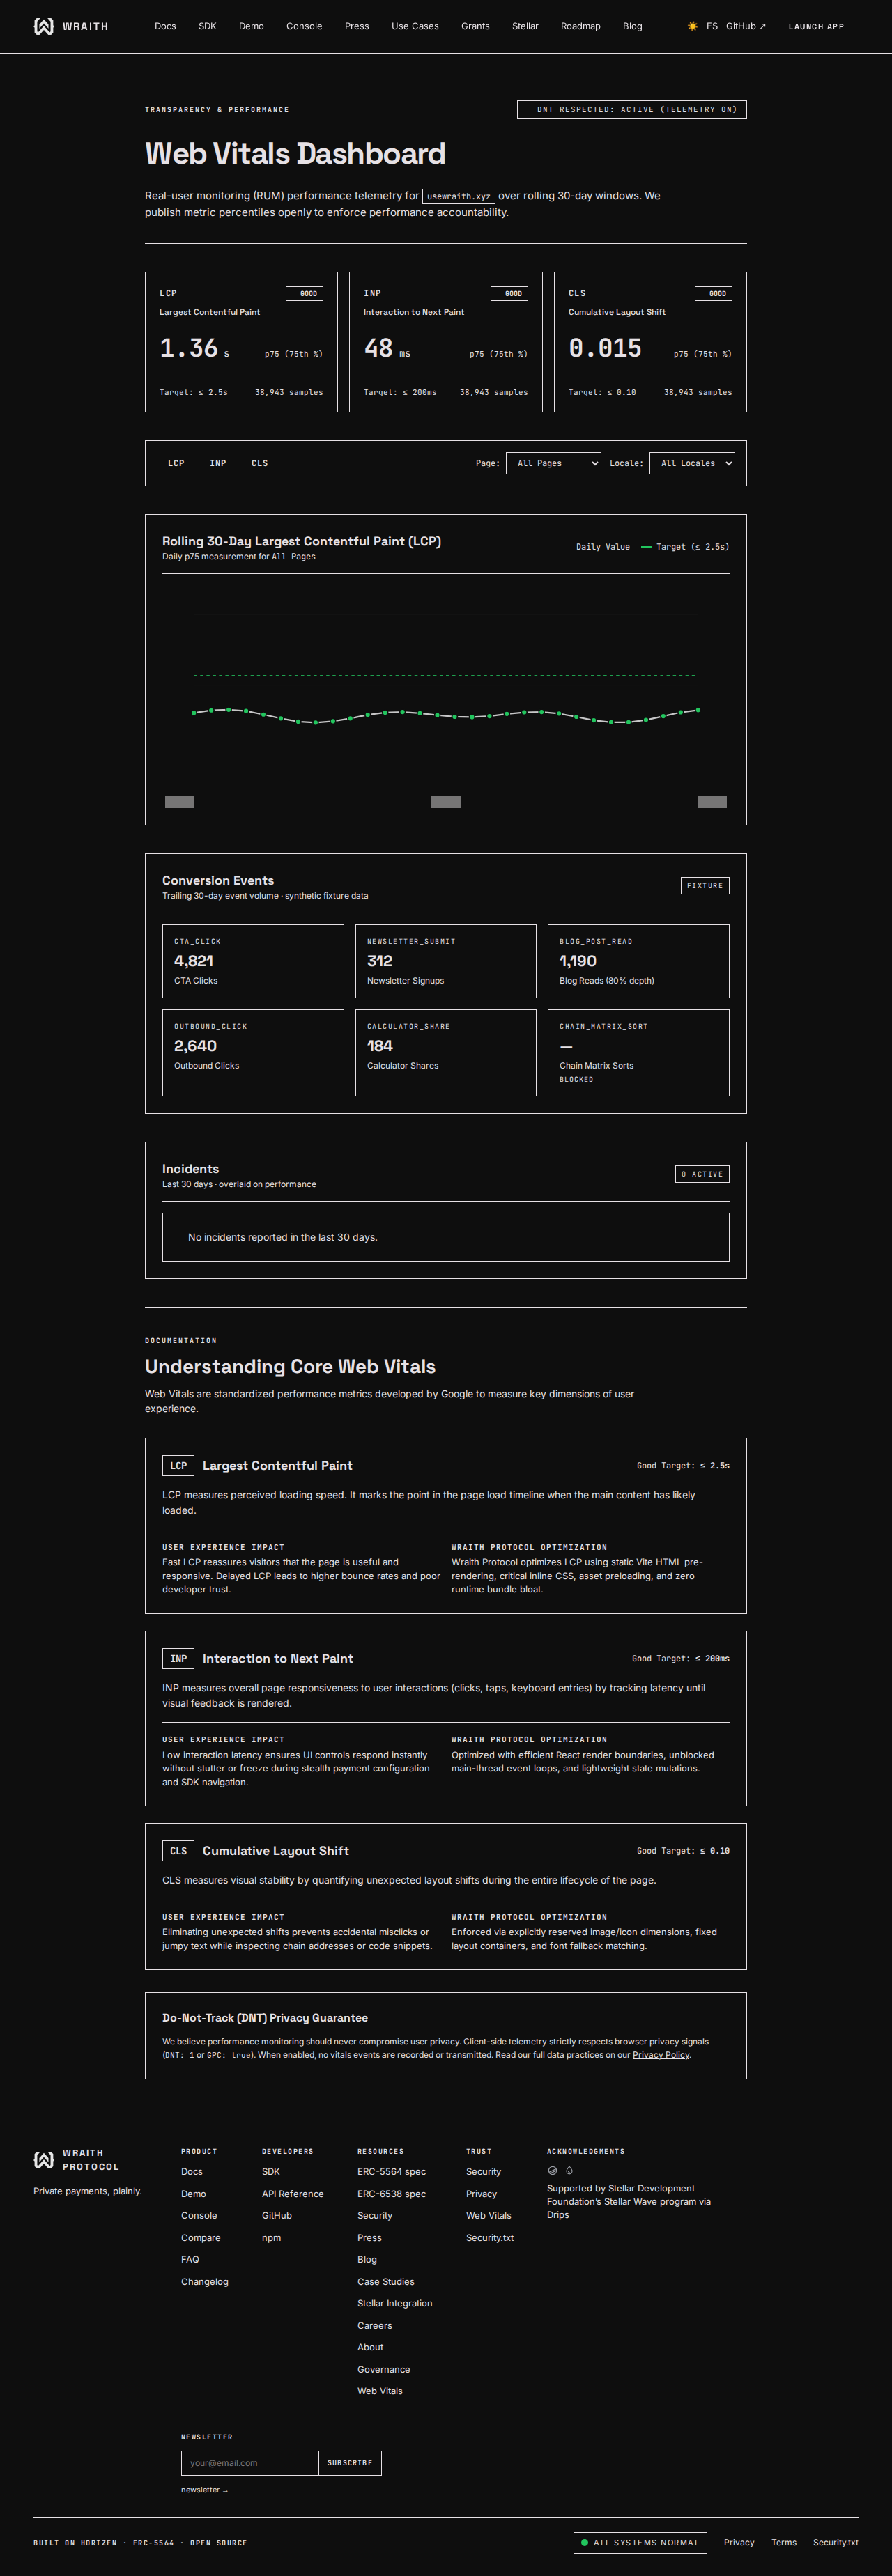 WRAITH Docs SDK Demo Console Press Use Cases Grants Stellar Roadmap Blog ES GitHub ↗ LAUNCH APP
TRANSPARENCY & PERFORMANCE
DNT RESPECTED: ACTIVE (TELEMETRY ON)
Web Vitals Dashboard
Real-user monitoring (RUM) performance telemetry for usewraith.xyz over rolling 30-day windows. We
publish metric percentiles openly to enforce performance accountability.
LCP GOOD
Largest Contentful Paint
1.36 s p75 (75th %)
Target: ≤ 2.5s 38,943 samples
INP GOOD
Interaction to Next Paint
48 ms p75 (75th %)
Target: ≤ 200ms 38,943 samples
CLS GOOD
Cumulative Layout Shift
0.015 p75 (75th %)
Target: ≤ 0.10 38,943 samples
LCP INP CLS Page: All Pages Locale: All Locales
Rolling 30-Day Largest Contentful Paint (LCP)
Daily p75 measurement for All Pages
Daily Value Target (≤ 2.5s)
Conversion Events
Trailing 30-day event volume · synthetic fixture data
FIXTURE
CTA_CLICK
4,821
CTA Clicks
NEWSLETTER_SUBMIT
312
Newsletter Signups
BLOG_POST_READ
1,190
Blog Reads (80% depth)
OUTBOUND_CLICK
2,640
Outbound Clicks
CALCULATOR_SHARE
184
Calculator Shares
CHAIN_MATRIX_SORT
—
Chain Matrix Sorts
BLOCKED
Incidents
Last 30 days · overlaid on performance
0 ACTIVE
No incidents reported in the last 30 days.
DOCUMENTATION
Understanding Core Web Vitals
Web Vitals are standardized performance metrics developed by Google to measure key dimensions of user
experience.
LCP Largest Contentful Paint Good Target: ≤ 2.5s
LCP measures perceived loading speed. It marks the point in the page load timeline when the main content has likely
loaded.
USER EXPERIENCE IMPACT
Fast LCP reassures visitors that the page is useful and
responsive. Delayed LCP leads to higher bounce rates and poor
developer trust.
WRAITH PROTOCOL OPTIMIZATION
Wraith Protocol optimizes LCP using static Vite HTML pre-
rendering, critical inline CSS, asset preloading, and zero
runtime bundle bloat.
INP Interaction to Next Paint Good Target: ≤ 200ms
INP measures overall page responsiveness to user interactions (clicks, taps, keyboard entries) by tracking latency until
visual feedback is rendered.
USER EXPERIENCE IMPACT
Low interaction latency ensures UI controls respond instantly
without stutter or freeze during stealth payment configuration
and SDK navigation.
WRAITH PROTOCOL OPTIMIZATION
Optimized with efficient React render boundaries, unblocked
main-thread event loops, and lightweight state mutations.
CLS Cumulative Layout Shift Good Target: ≤ 0.10
CLS measures visual stability by quantifying unexpected layout shifts during the entire lifecycle of the page.
USER EXPERIENCE IMPACT
Eliminating unexpected shifts prevents accidental misclicks or
jumpy text while inspecting chain addresses or code snippets.
WRAITH PROTOCOL OPTIMIZATION
Enforced via explicitly reserved image/icon dimensions, fixed
layout containers, and font fallback matching.
Do-Not-Track (DNT) Privacy Guarantee
We believe performance monitoring should never compromise user privacy. Client-side telemetry strictly respects browser privacy signals
(DNT: 1 or GPC: true). When enabled, no vitals events are recorded or transmitted. Read our full data practices on our Privacy Policy.
WRAITH
PROTOCOL
Private payments, plainly.
PRODUCT
Docs
Demo
Console
Compare
FAQ
Changelog
DEVELOPERS
SDK
API Reference
GitHub
npm
RESOURCES
ERC-5564 spec
ERC-6538 spec
Security
Press
Blog
Case Studies
Stellar Integration
Careers
About
Governance
Web Vitals
TRUST
Security
Privacy
Web Vitals
Security.txt
ACKNOWLEDGMENTS
Supported by Stellar Development
Foundation's Stellar Wave program via
Drips
NEWSLETTER
your@email.com SUBSCRIBE
newsletter →
BUILT ON HORIZEN · ERC-5564 · OPEN SOURCE
ALL SYSTEMS NORMAL Privacy Terms Security.txt